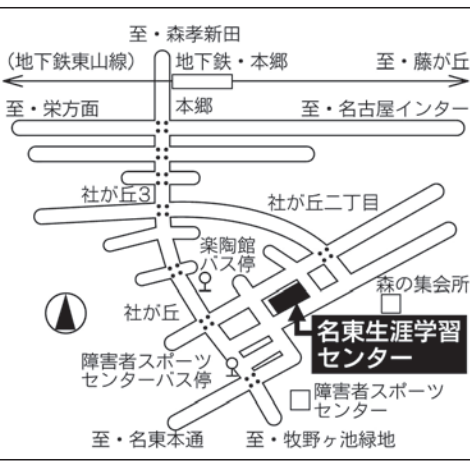 至・森孝新田
(地下鉄東山線)
地下鉄・本郷
至・藤が丘
至・栄方面
本郷
至・名古屋インター
社が丘3
社が丘二丁目
楽陶館
バス停
森の集会所
社が丘
名東生涯学習
センター
障害者スポーツ
センターバス停
障害者スポーツ
センター
至・名東本通
至・牧野ヶ池緑地